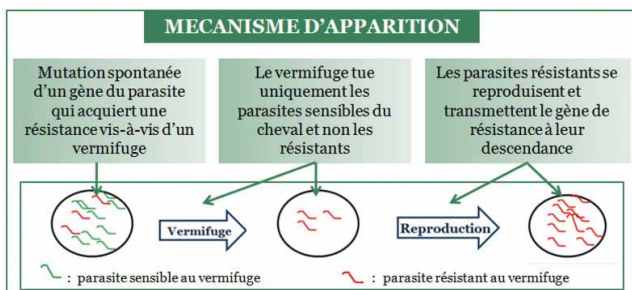 MECANISME D'APPARITION
Mutation spontanée
d'un gène du parasite
qui acquiert une
résistance vis-à-vis d'un
vermifuge
Le vermifuge tue
uniquement les
parasites sensibles du
cheval et non les
résistants
Les parasites résistants se
reproduisent et
transmettent le gène de
résistance à leur
descendance
Vermifuge
Reproduction
: parasite sensible au vermifuge
: parasite résistant au vermifuge